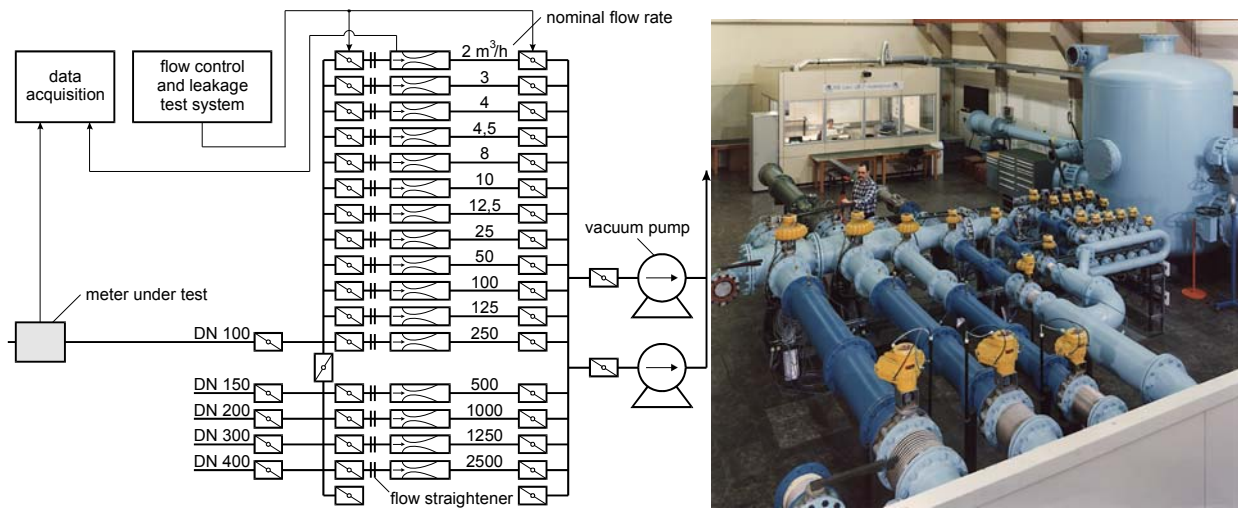 nominal flow rate
data
acquisition
flow control
and leakage
test system
2 m³/h
3
4
4,5
8
10
12,5
25
50
100
125
250
vacuum pump
meter under test
DN 100
DN 150
500
DN 200
1000
DN 300
1250
DN 400
2500
flow straightener